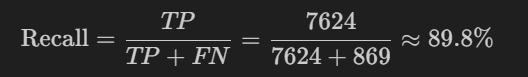 Recall = TP / (TP + FN) = 7624 / (7624 + 869) ≈ 89.8%